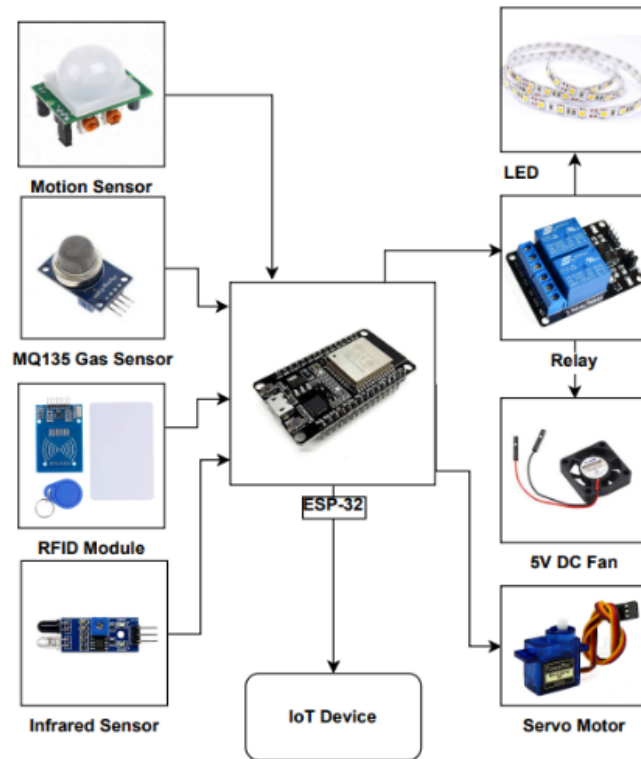 Motion Sensor
LED
MQ135 Gas Sensor
Relay
ESP-32
RFID Module
5V DC Fan
Infrared Sensor
IoT Device
Servo Motor